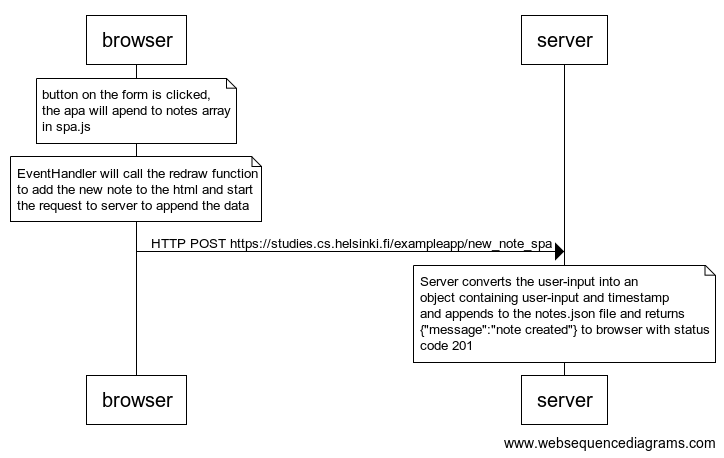 browser
server
button on the form is clicked,
the apa will apend to notes array
in spa.js
EventHandler will call the redraw function
to add the new note to the html and start
the request to server to append the data
HTTP POST https://studies.cs.helsinki.fi/exampleapp/new_note_spa
Server converts the user-input into an
object containing user-input and timestamp
and appends to the notes.json file and returns
{"message":"note created"} to browser with status
code 201
browser
server
www.websequencediagrams.com